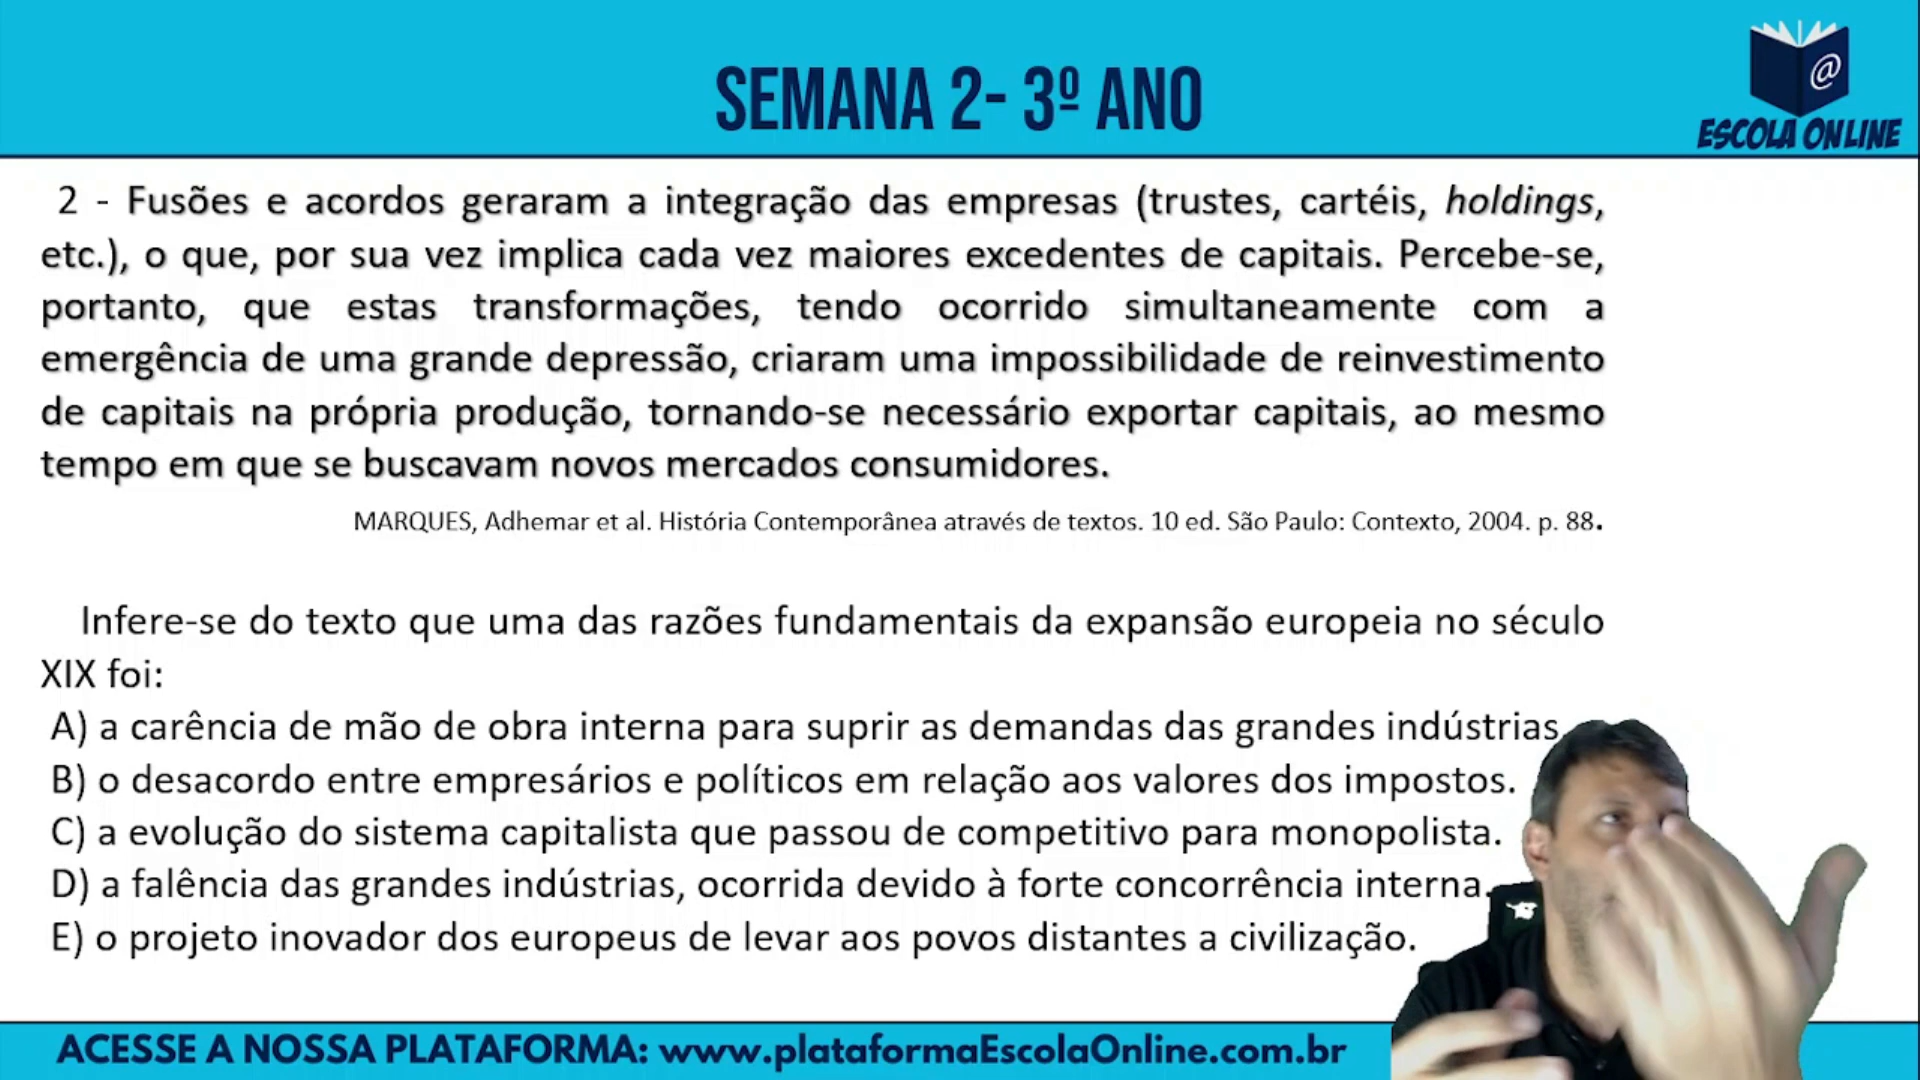 SEMANA 2- 3º ANO
@
ESCOLA ONLINE
2 - Fusões e acordos geraram a integração das empresas (trustes, cartéis, holdings,
etc.), o que, por sua vez implica cada vez maiores excedentes de capitais. Percebe-se,
portanto, que estas transformações, tendo ocorrido simultaneamente com a
emergência de uma grande depressão, criaram uma impossibilidade de reinvestimento
de capitais na própria produção, tornando-se necessário exportar capitais, ao mesmo
tempo em que se buscavam novos mercados consumidores.
MARQUES, Adhemar et al. História Contemporânea através de textos. 10 ed. São Paulo: Contexto, 2004. p. 88.
Infere-se do texto que uma das razões fundamentais da expansão europeia no século
XIX foi:
A) a carência de mão de obra interna para suprir as demandas das grandes indústrias.
B) o desacordo entre empresários e políticos em relação aos valores dos impostos.
C) a evolução do sistema capitalista que passou de competitivo para monopolista.
D) a falência das grandes indústrias, ocorrida devido à forte concorrência interna.
E) o projeto inovador dos europeus de levar aos povos distantes a civilização.
ACESSE A NOSSA PLATAFORMA: www.plataformaEscolaOnline.com.br